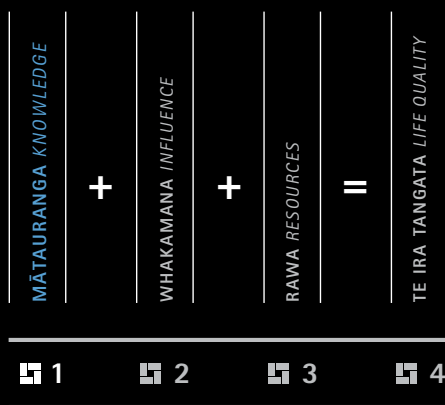 MĀTAURANGA KNOWLEDGE
+
WHAKAMANA INFLUENCE
+
RAWA RESOURCES
=
TE IRA TANGATA LIFE QUALITY
1
2
3
4